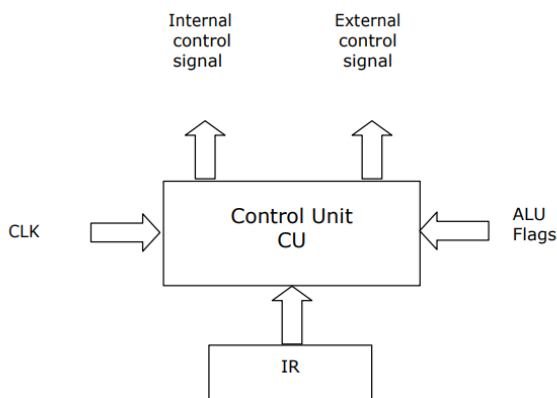 Internal
control
signal
External
control
signal
CLK
Control Unit
CU
ALU
Flags
IR